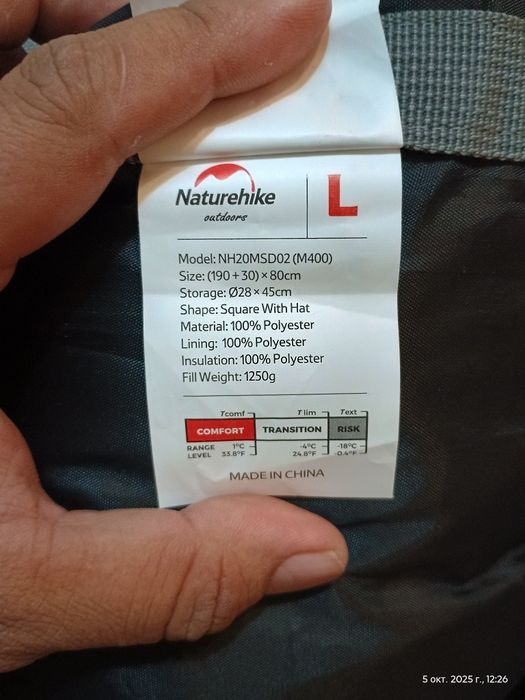 Naturehike
outdoors
L
Model: NH20MSD02 (M400)
Size: (190 + 30) × 80cm
Storage: Ø28 × 45cm
Shape: Square With Hat
Material: 100% Polyester
Lining: 100% Polyester
Insulation: 100% Polyester
Fill Weight: 1250g
Tcomf Tlim Text
COMFORT TRANSITION RISK
RANGE 1°C -4°C -18°C
LEVEL 33.8°F 24.8°F -0.4°F
MADE IN CHINA
5 окт. 2025 г., 12:26